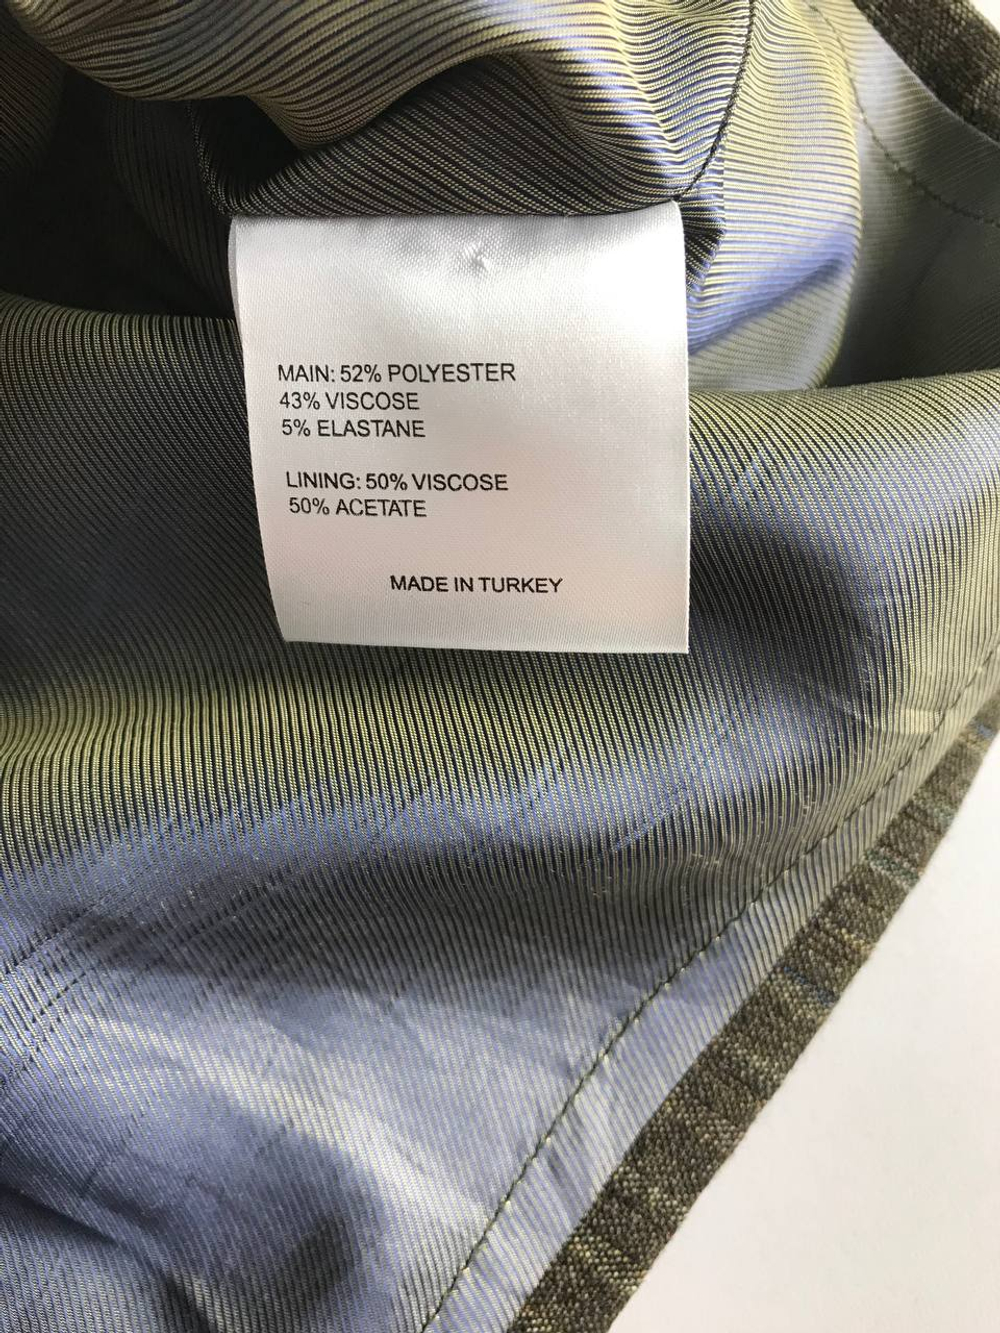 MAIN: 52% POLYESTER
43% VISCOSE
5% ELASTANE
LINING: 50% VISCOSE
50% ACETATE
MADE IN TURKEY